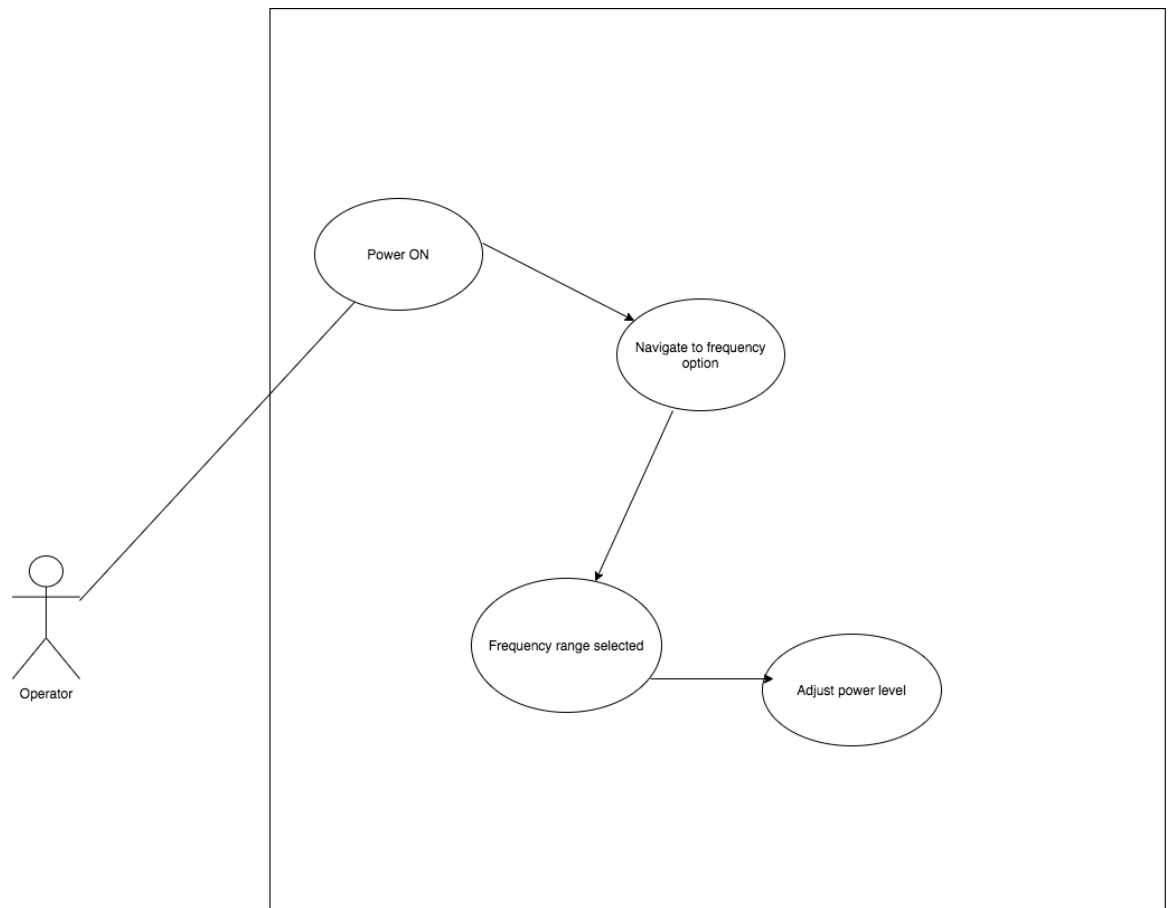 Power ON
Navigate to frequency
option
Frequency range selected
Adjust power level
Operator